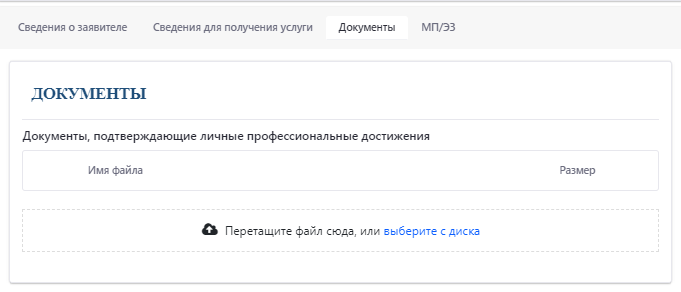 Сведения о заявителе Сведения для получения услуги Документы МП/ЭЗ
ДОКУМЕНТЫ
Документы, подтверждающие личные профессиональные достижения
Имя файла Размер
Перетащите файл сюда, или выберите с диска